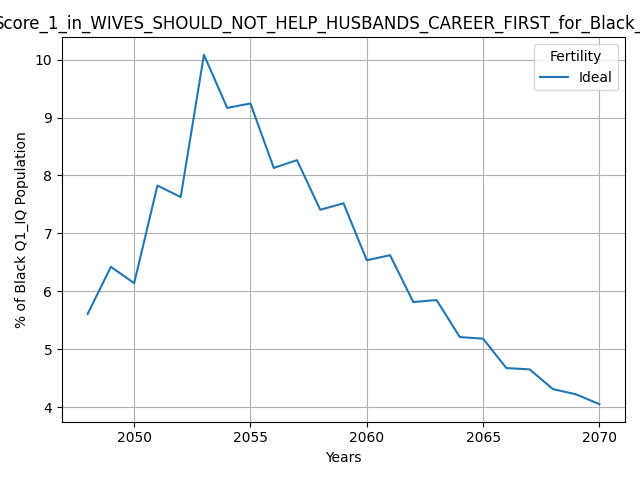 Score_1_in_WIVES_SHOULD_NOT_HELP_HUSBANDS_CAREER_FIRST_for_Black_
Fertility
Ideal
% of Black Q1_IQ Population
10
9
8
7
6
5
4
2050 2055 2060 2065 2070
Years